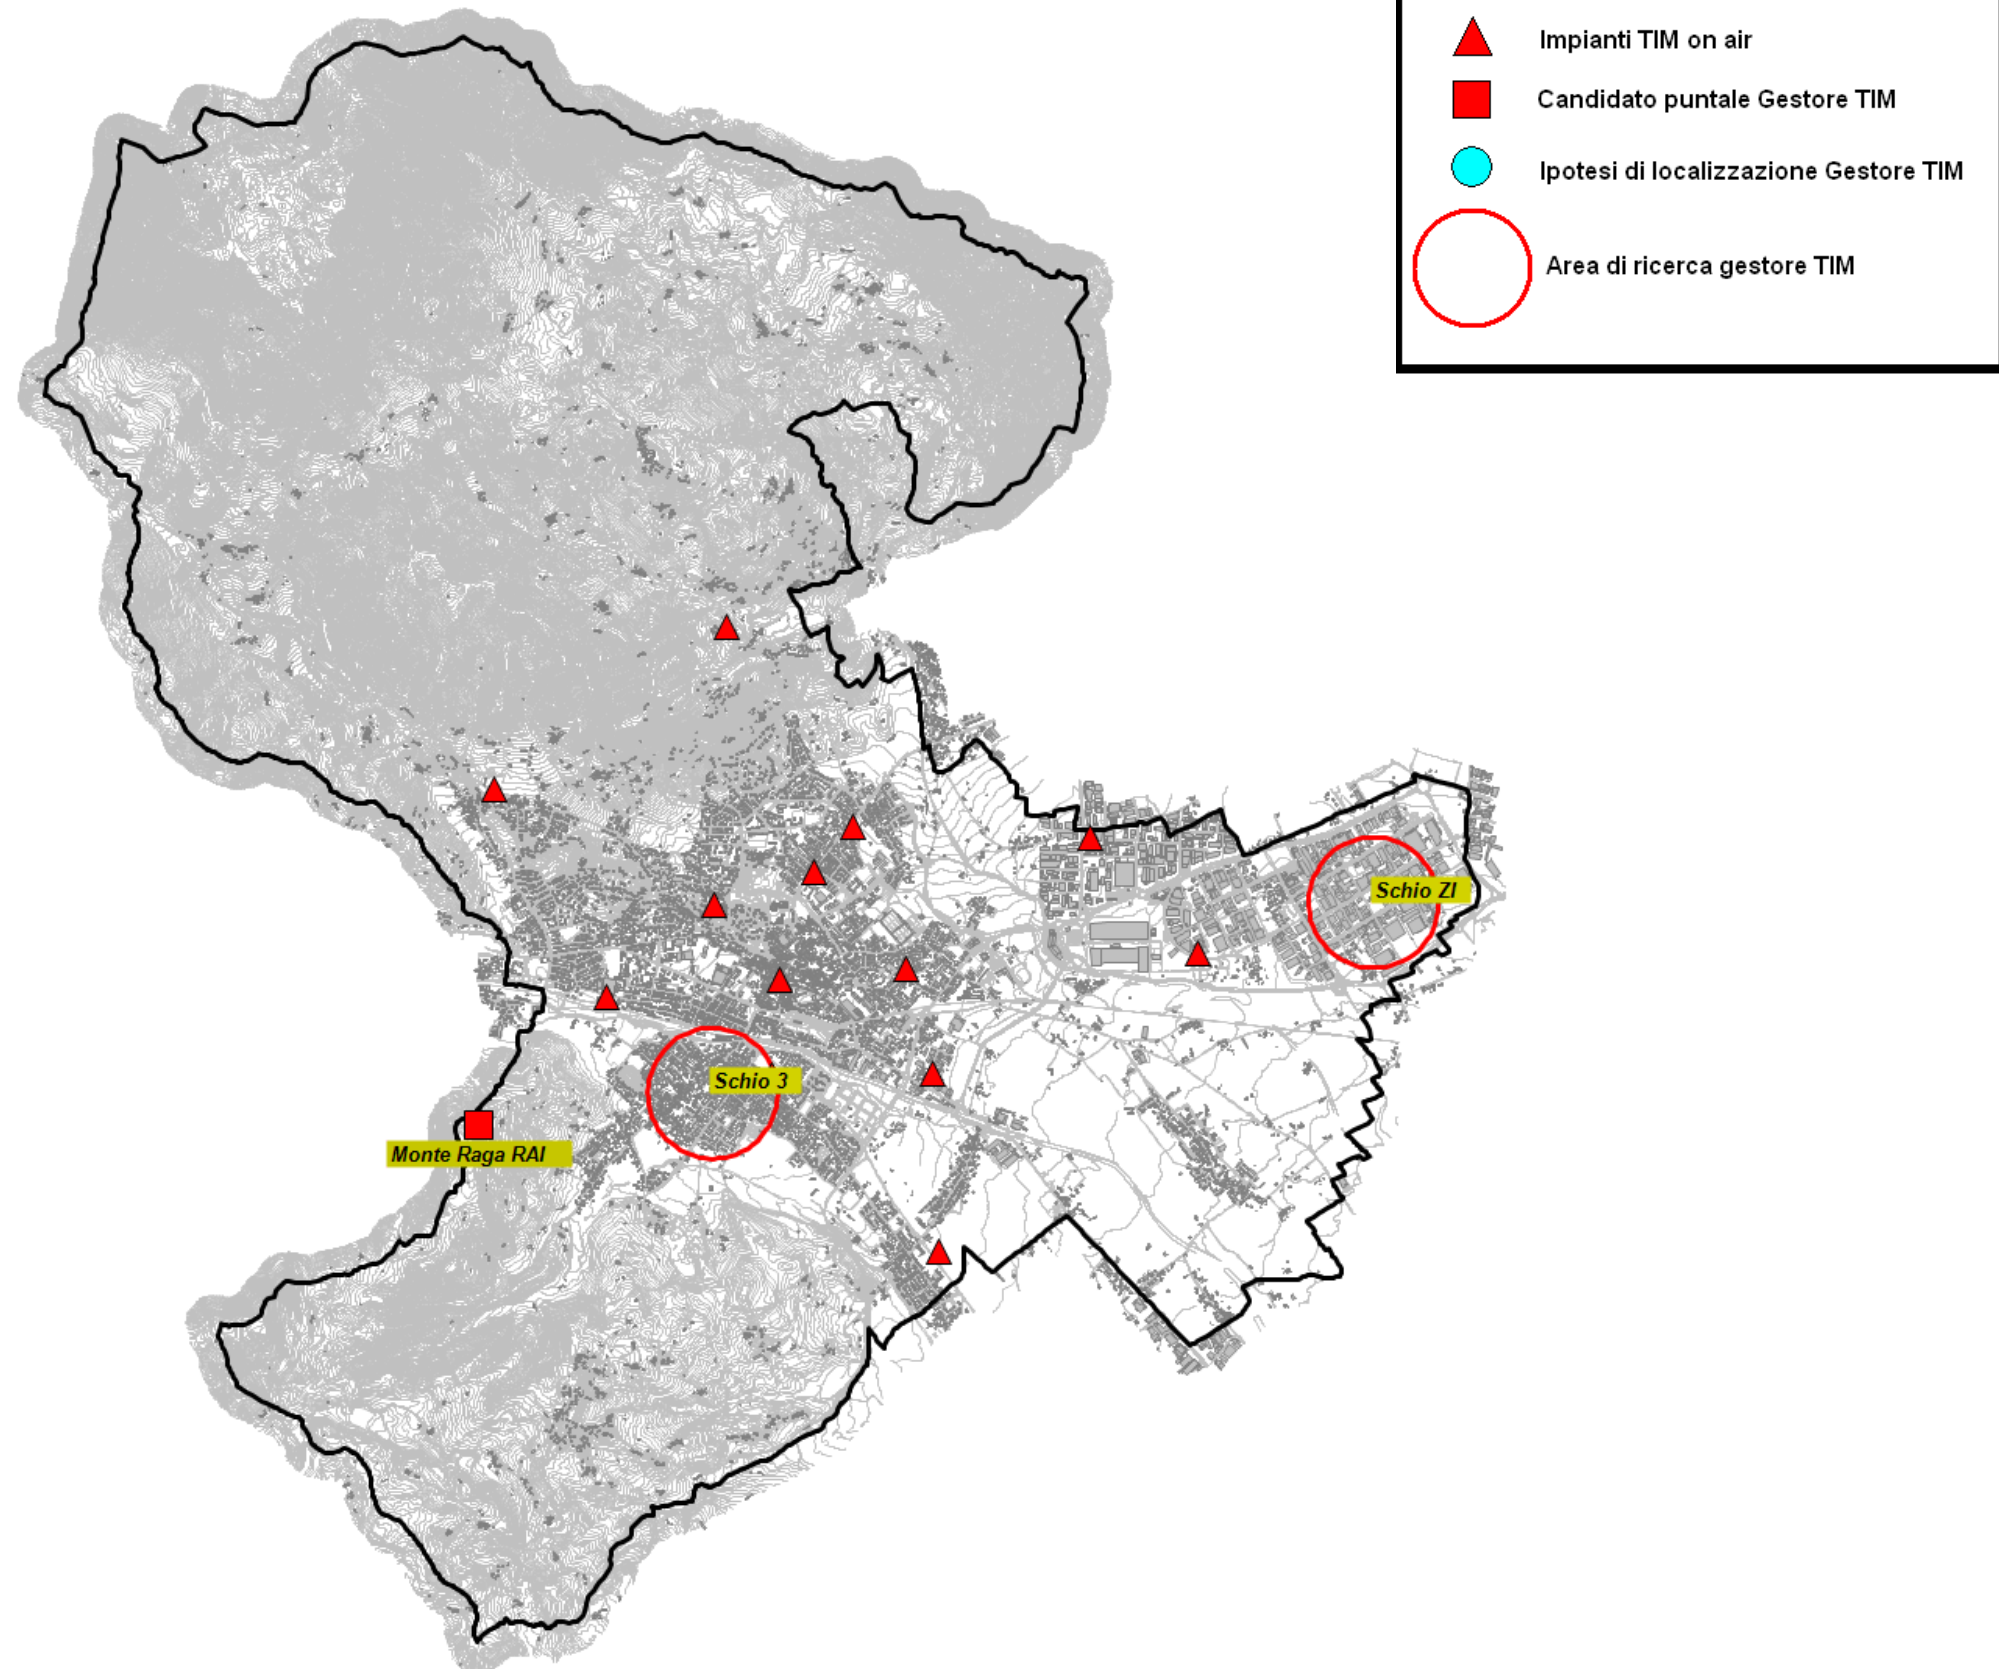 Impianti TIM on air
Candidato puntale Gestore TIM
Ipotesi di localizzazione Gestore TIM
Area di ricerca gestore TIM
Schio ZI
Schio 3
Monte Raga RAI